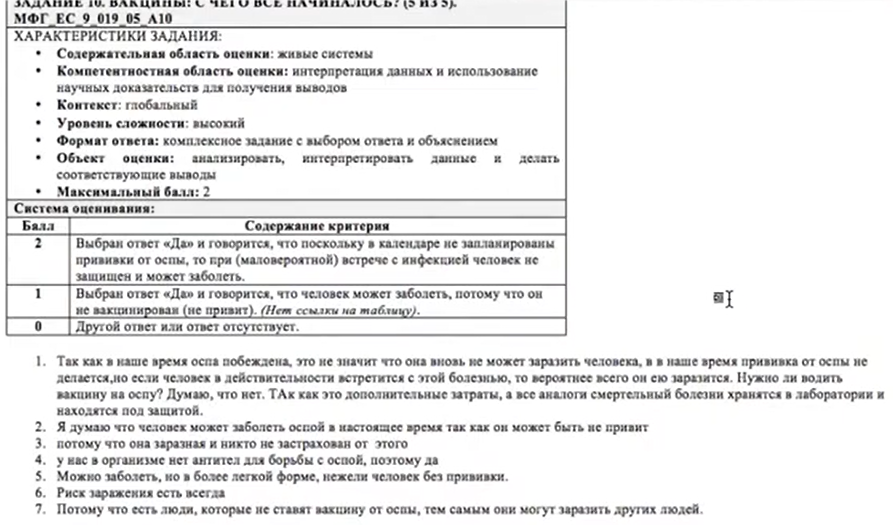 ЗАДАНИЕ 10. ВАКЦИНЫ: С ЧЕГО ВСЕ НАЧИНАЛОСЬ? (5 ИЗ 5).
МФГ_ЕС_9_019_05_А10
ХАРАКТЕРИСТИКИ ЗАДАНИЯ:
• Содержательная область оценки: живые системы
• Компетентностная область оценки: интерпретация данных и использование
научных доказательств для получения выводов
• Контекст: глобальный
• Уровень сложности: высокий
• Формат ответа: комплексное задание с выбором ответа и объяснением
• Объект оценки: анализировать, интерпретировать данные и делать
соответствующие выводы
• Максимальный балл: 2
Система оценивания:
Балл Содержание критерия
2 Выбран ответ «Да» и говорится, что поскольку в календаре не запланированы
прививки от оспы, то при (маловероятной) встрече с инфекцией человек не
защищен и может заболеть.
1 Выбран ответ «Да» и говорится, что человек может заболеть, потому что он
не вакцинирован (не привит). (Нет ссылки на таблицу).
0 Другой ответ или ответ отсутствует.
1. Так как в наше время оспа побеждена, это не значит что она вновь не может заразить человека, в в наше время прививка от оспы не
делается,но если человек в действительности встретится с этой болезнью, то вероятнее всего он ею заразится. Нужно ли водить
вакцину на оспу? Думаю, что нет. ТАк как это дополнительные затраты, а все аналоги смертельный болезни хранятся в лаборатории и
находятся под защитой.
2. Я думаю что человек может заболеть оспой в настоящее время так как он может быть не привит
3. потому что она заразная и никто не застрахован от этого
4. у нас в организме нет антител для борьбы с оспой, поэтому да
5. Можно заболеть, но в более легкой форме, нежели человек без прививки.
6. Риск заражения есть всегда
7. Потому что есть люди, которые не ставят вакцину от оспы, тем самым они могут заразить других людей.